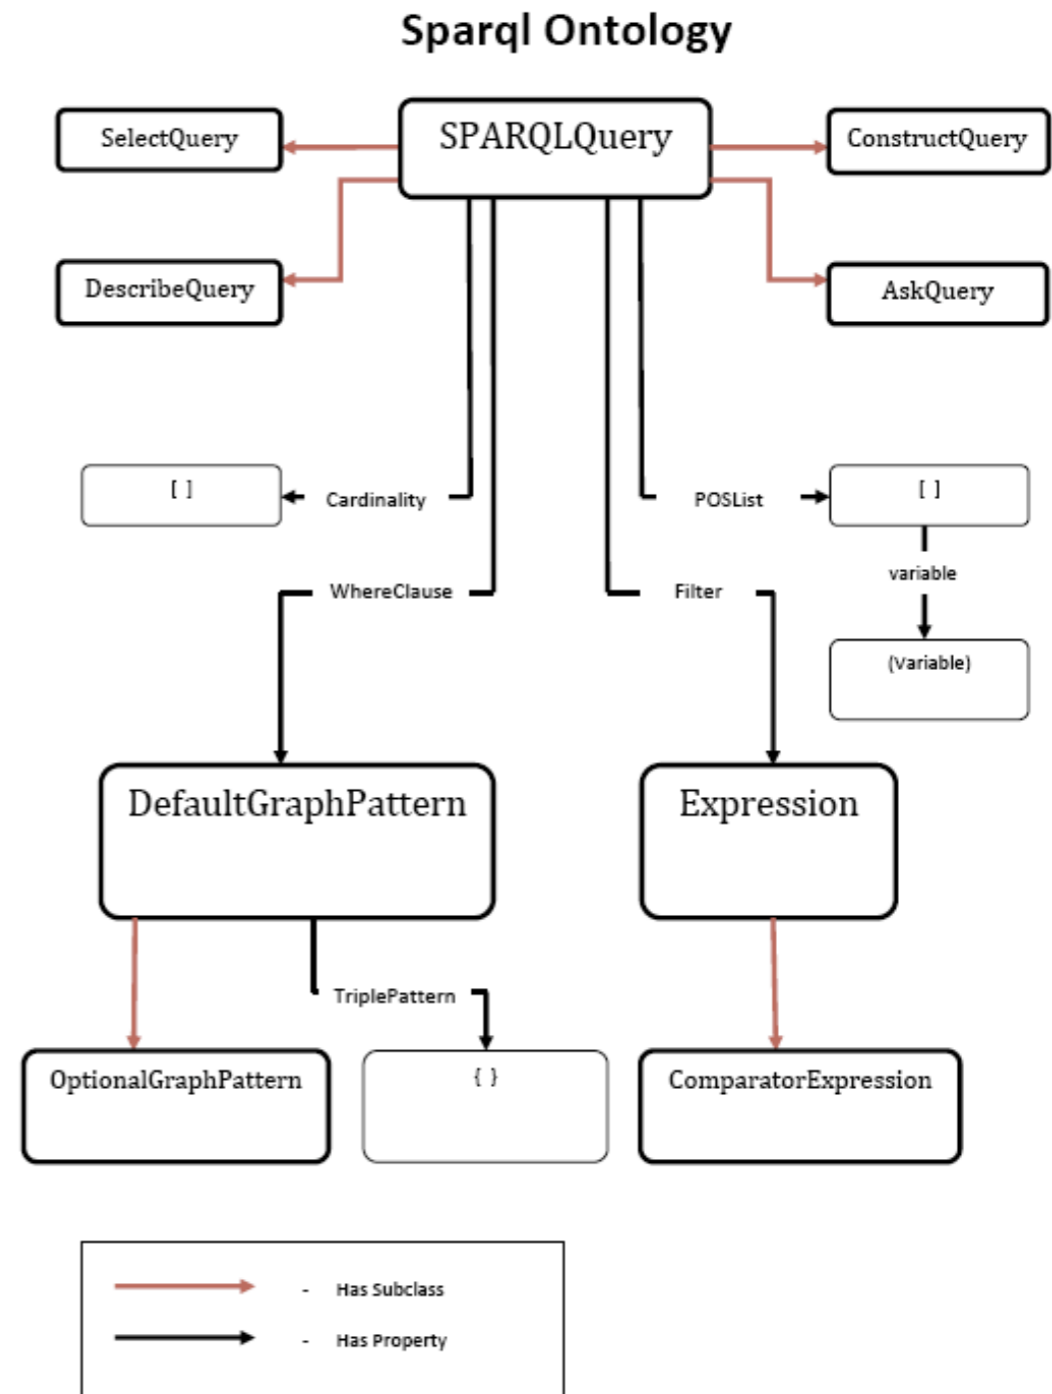 Sparql Ontology
SPARQLQuery
SelectQuery
ConstructQuery
DescribeQuery
AskQuery
[ ]
Cardinality
POSList
[ ]
variable
WhereClause
Filter
(Variable)
DefaultGraphPattern
Expression
TriplePattern
OptionalGraphPattern
{ }
ComparatorExpression
- Has Subclass
- Has Property